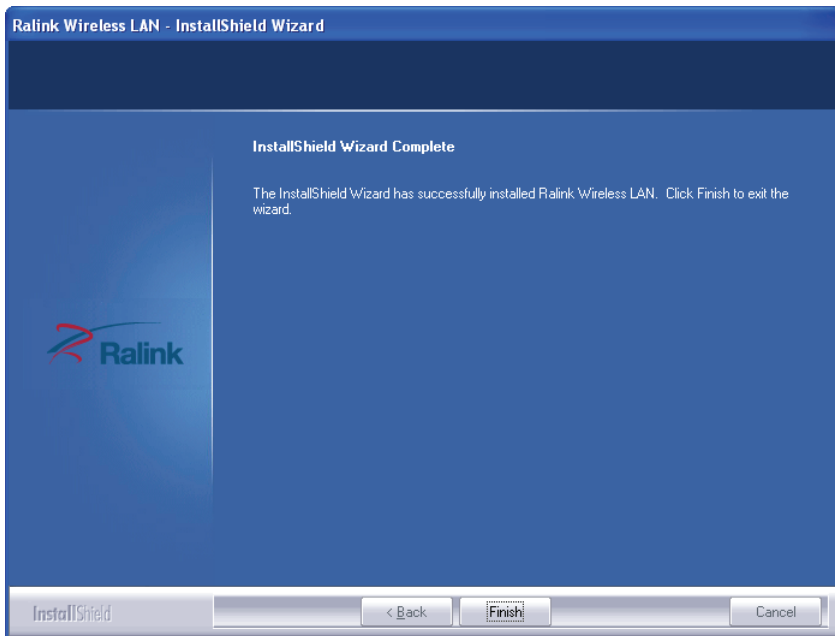 Ralink Wireless LAN - InstallShield Wizard
InstallShield Wizard Complete
The InstallShield Wizard has successfully installed Ralink Wireless LAN. Click Finish to exit the
wizard.
Ralink
InstallShield
< Back
Finish
Cancel